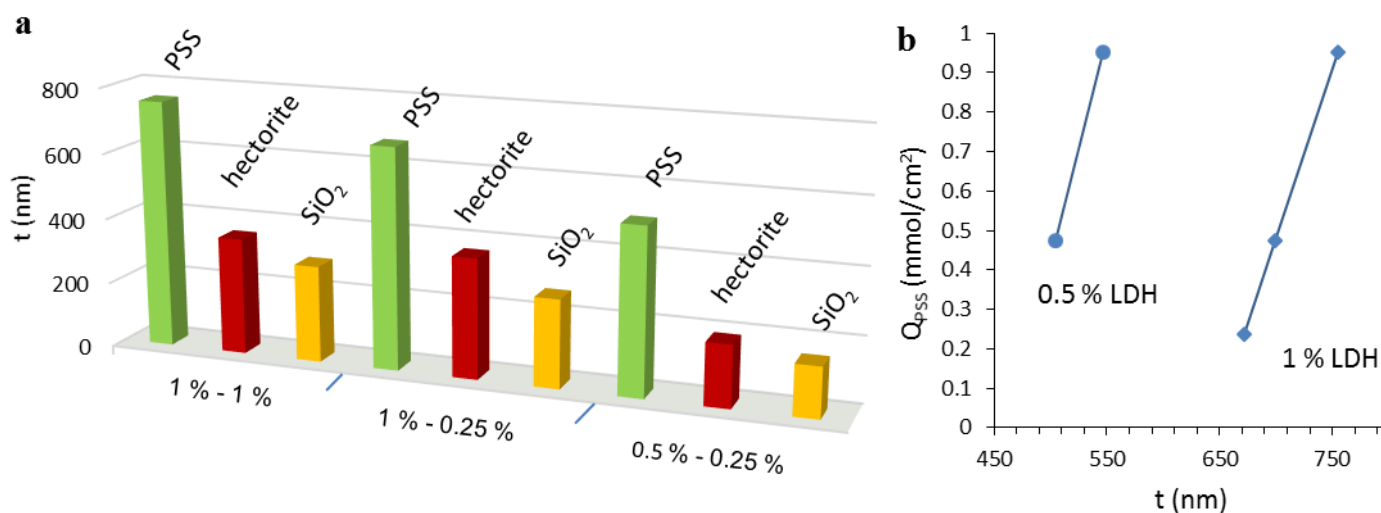 a
PSS
hectorite
SiO₂
PSS
hectorite
SiO₂
PSS
hectorite
SiO₂
t (nm)
800
600
400
200
0
1 % - 1 %
1 % - 0.25 %
0.5 % - 0.25 %
b
Q_PSS (mmol/cm²)
1
0.9
0.8
0.7
0.6
0.5
0.4
0.3
0.2
0.1
0
0.5 % LDH
1 % LDH
450
550
650
750
t (nm)